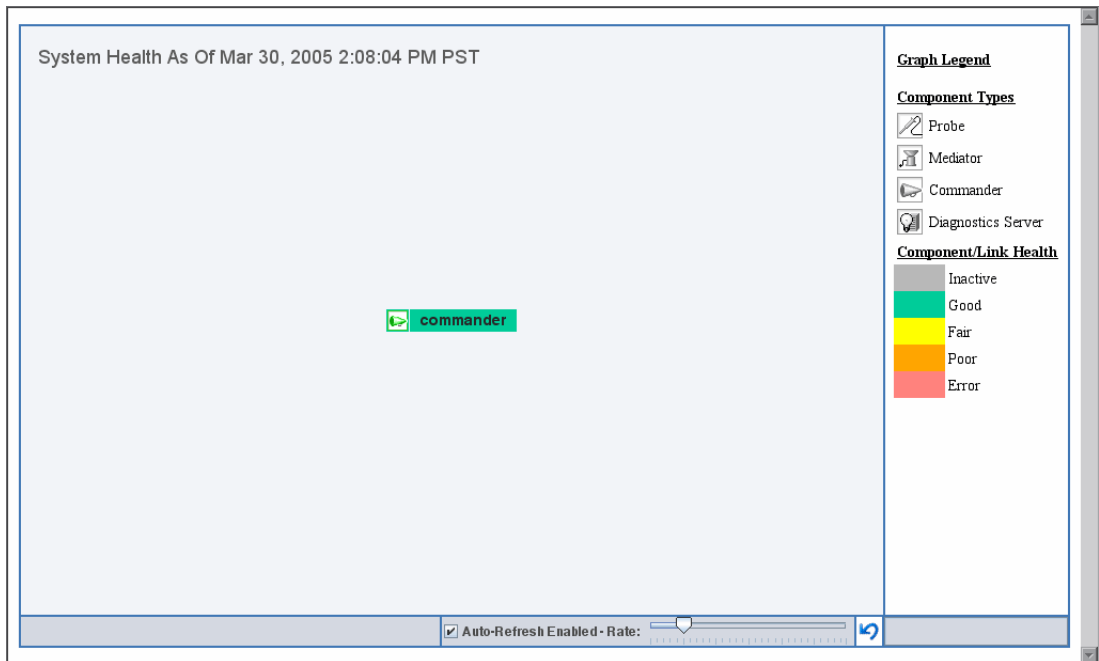 System Health As Of Mar 30, 2005 2:08:04 PM PST
commander
Auto-Refresh Enabled - Rate:
Graph Legend
Component Types
Probe
Mediator
Commander
Diagnostics Server
Component/Link Health
Inactive
Good
Fair
Poor
Error